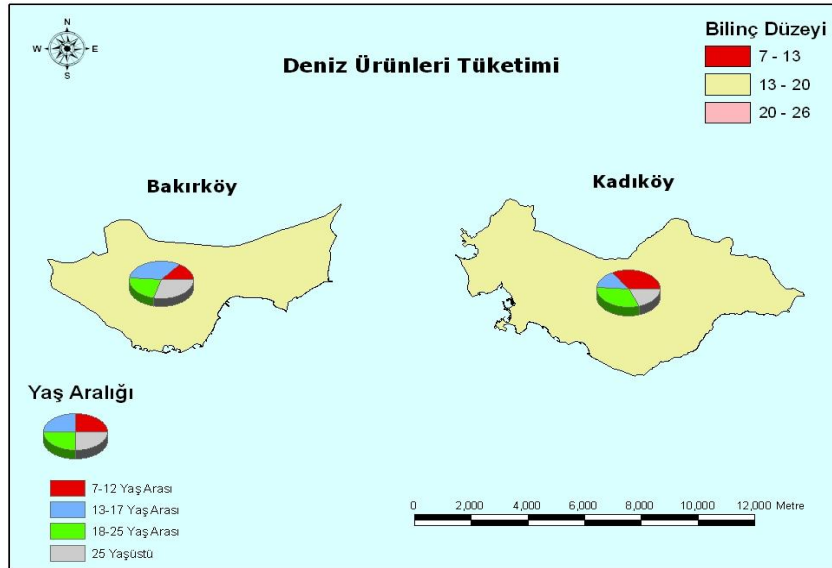 N
W E
S
Deniz Ürünleri Tüketimi
Bilinç Düzeyi
7 - 13
13 - 20
20 - 26
Bakırköy
Kadıköy
Yaş Aralığı
7-12 Yaş Arası
13-17 Yaş Arası
18-25 Yaş Arası
25 Yaşüstü
0 2,000 4,000 6,000 8,000 10,000 12,000 Metre